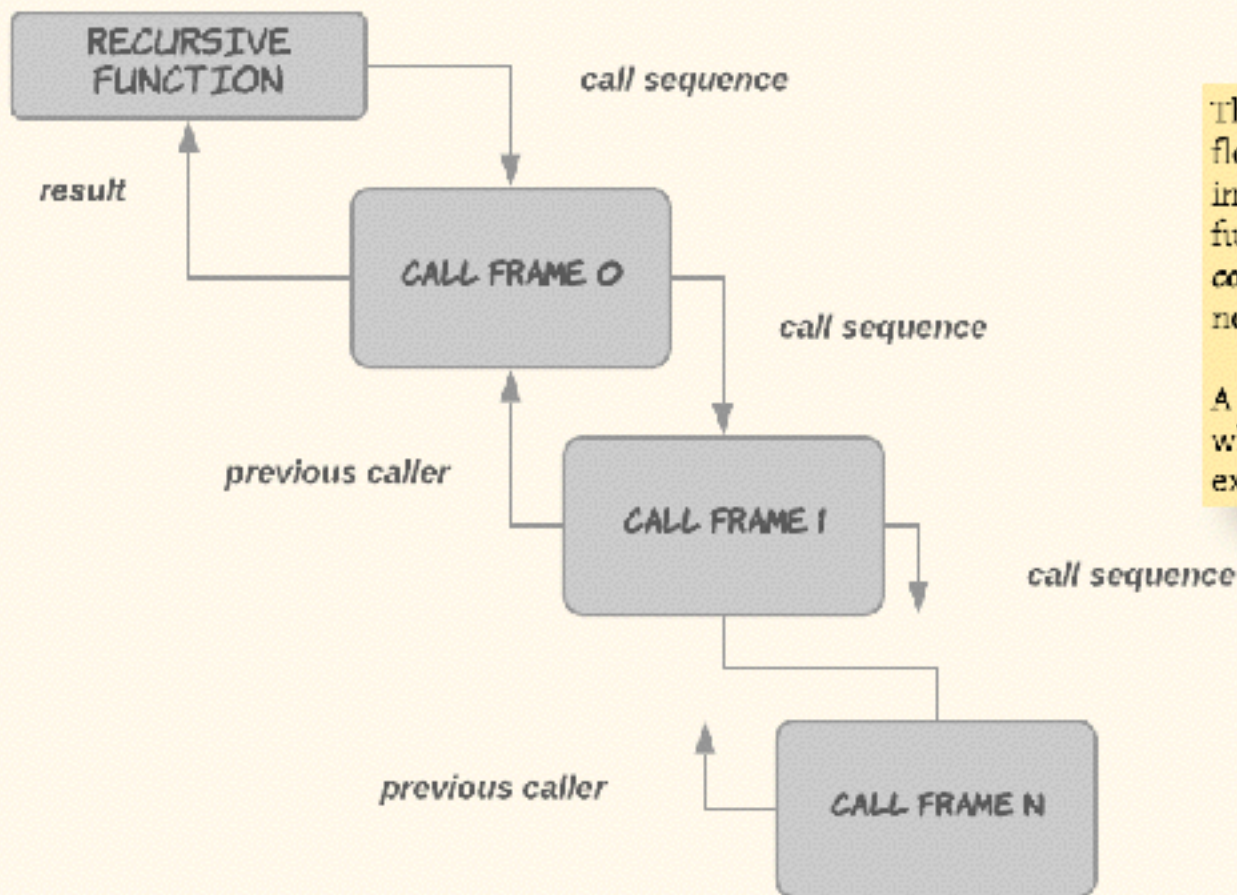 RECURSIVE
FUNCTION
call sequence
result
CALL FRAME 0
call sequence
previous caller
CALL FRAME 1
call sequence
previous caller
CALL FRAME N
A